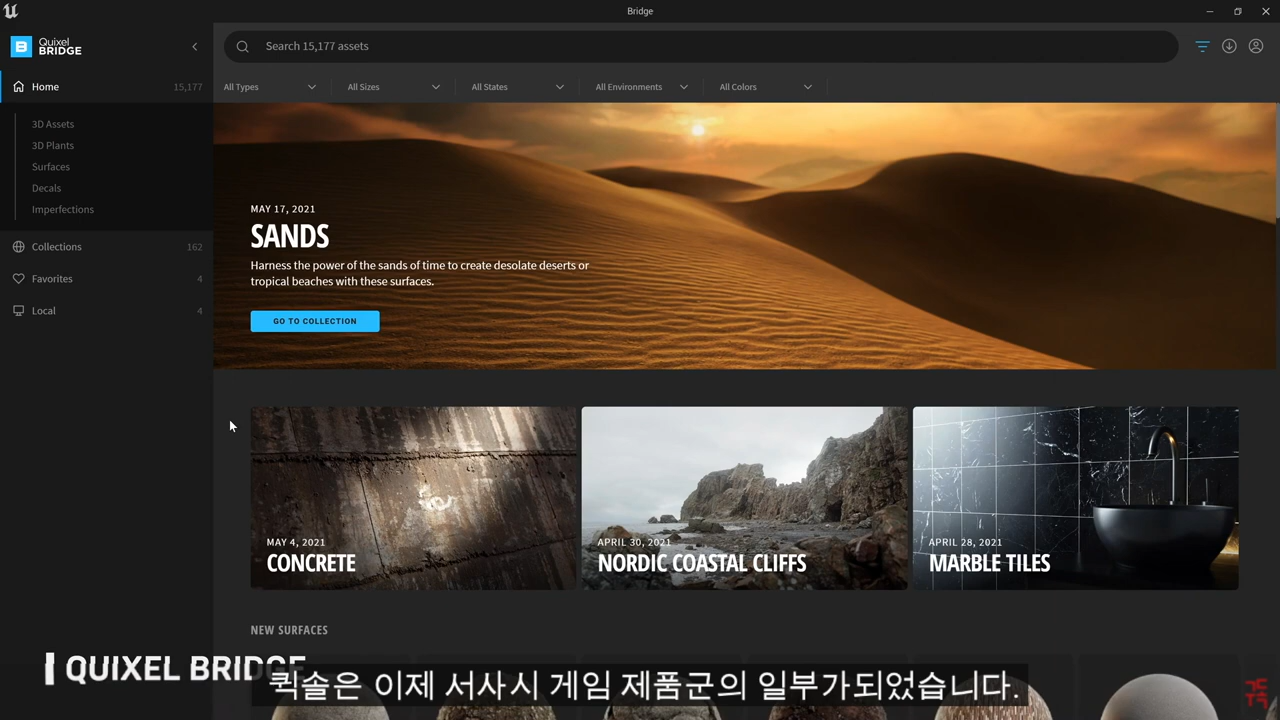 Bridge
Quixel
BRIDGE
Search 15,177 assets
Home 15,177
All Types All Sizes All States All Environments All Colors
3D Assets
3D Plants
Surfaces
Decals
Imperfections
Collections 162
Favorites 4
Local 4
MAY 17, 2021
SANDS
Harness the power of the sands of time to create desolate deserts or
tropical beaches with these surfaces.
GO TO COLLECTION
MAY 4, 2021
CONCRETE
APRIL 30, 2021
NORDIC COASTAL CLIFFS
APRIL 28, 2021
MARBLE TILES
NEW SURFACES
QUIXEL BRIDGE
퀵솔은 이제 서사시 게임 제품군의 일부가되었습니다.